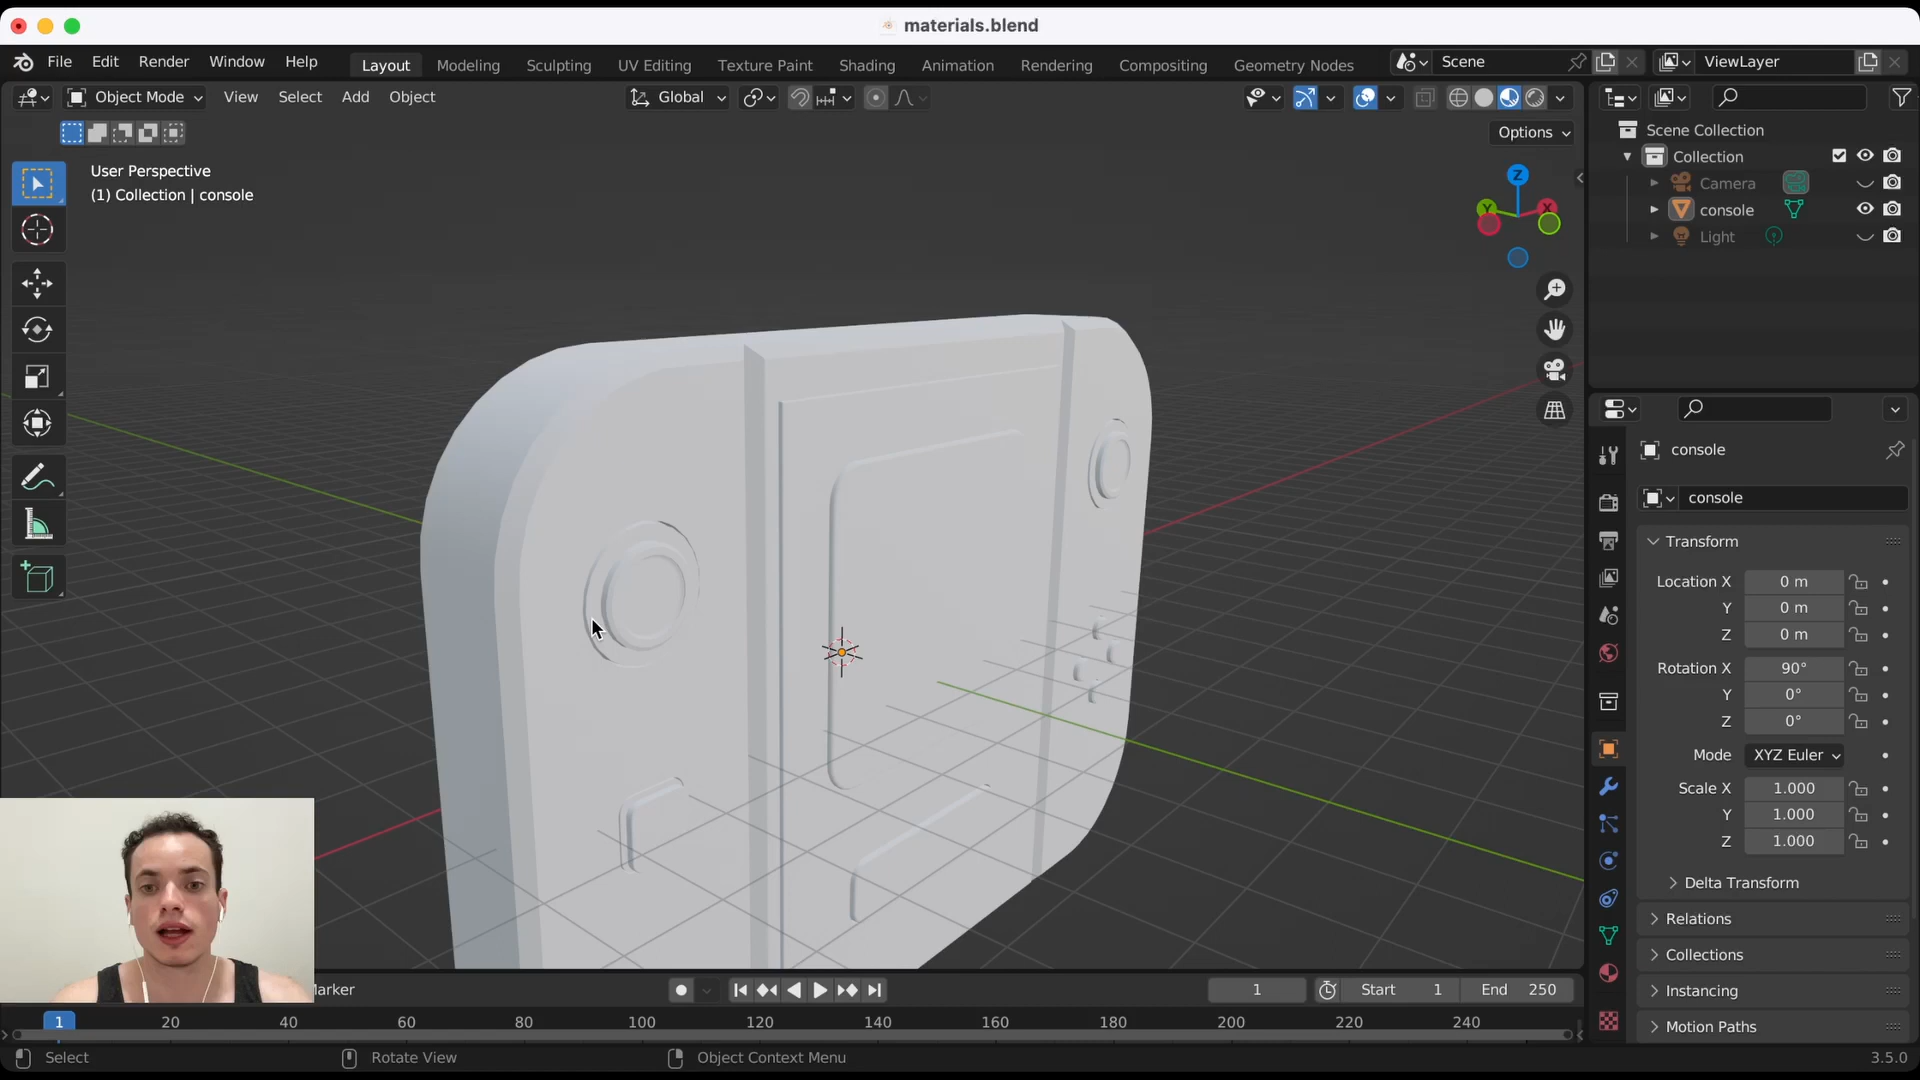 materials.blend
File Edit Render Window Help
Layout Modeling Sculpting UV Editing Texture Paint Shading Animation Rendering Compositing Geometry Nodes
Scene
ViewLayer
Object Mode View Select Add Object
Global
Options
User Perspective
(1) Collection | console
Z
Y
X
Scene Collection
Collection
Camera
console
Light
console
console
Transform
Location X 0 m
Y 0 m
Z 0 m
Rotation X 90°
Y 0°
Z 0°
Mode XYZ Euler
Scale X 1.000
Y 1.000
Z 1.000
Delta Transform
Relations
Collections
Instancing
Motion Paths
Marker
1
Start 1
End 250
1 20 40 60 80 100 120 140 160 180 200 220 240
Select
Rotate View
Object Context Menu
3.5.0